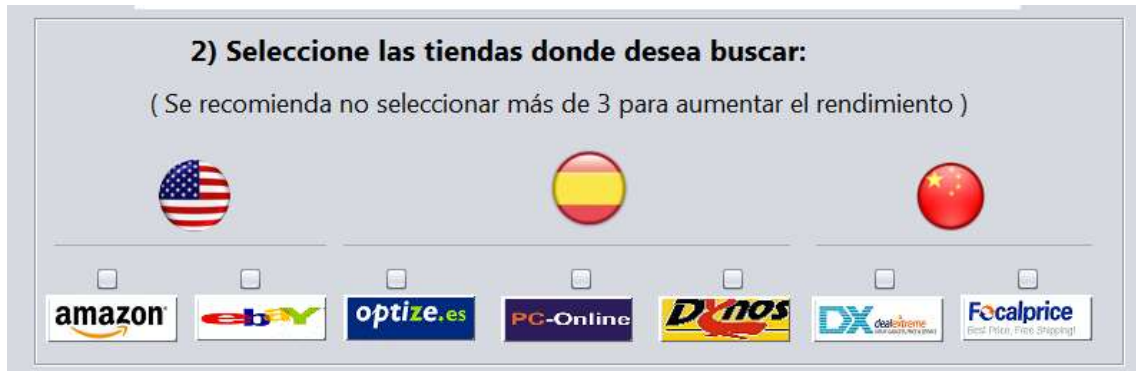 2) Seleccione las tiendas donde desea buscar:
( Se recomienda no seleccionar más de 3 para aumentar el rendimiento )
amazon ebaY optize.es PC-Online DYnos DX dealextreme Focalprice
Best Price, Free Shipping!